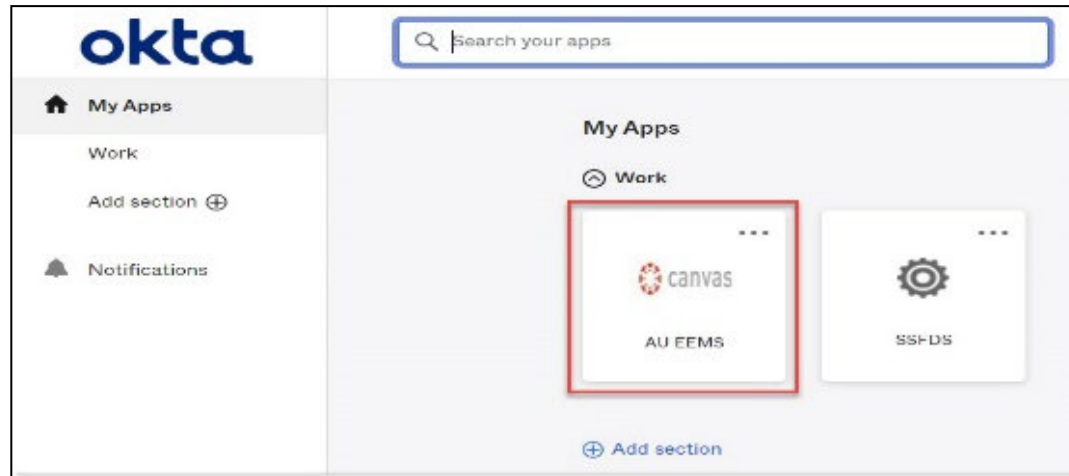 okta
Search your apps
My Apps
Work
Add section
Notifications
My Apps
Work
canvas
AU EEMS
SSFDS
Add section